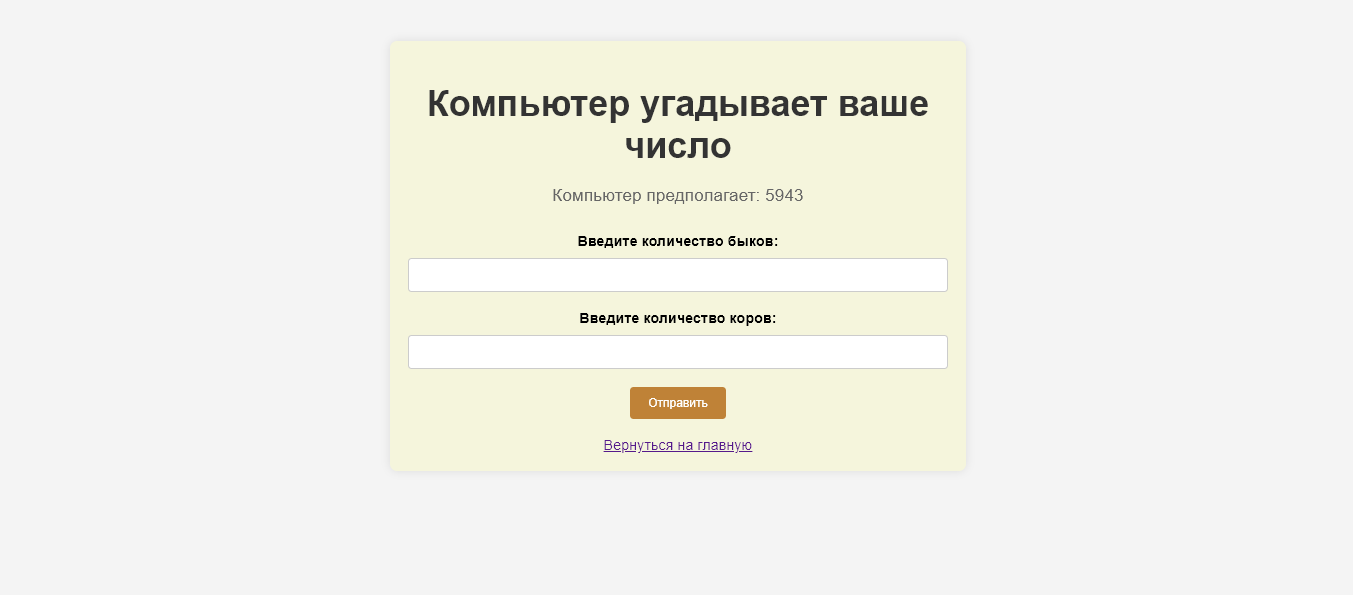 Компьютер угадывает ваше
число
Компьютер предполагает: 5943
Введите количество быков:
Введите количество коров:
Отправить
Вернуться на главную